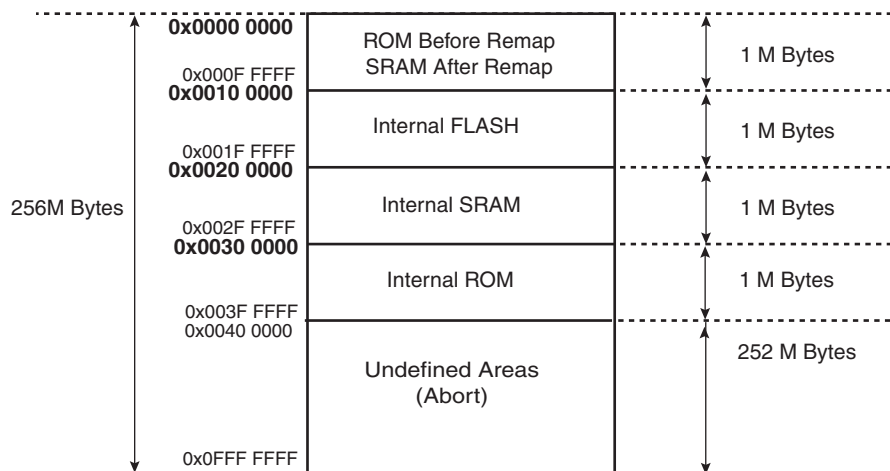 0x0000 0000
ROM Before Remap
SRAM After Remap
1 M Bytes
0x000F FFFF
0x0010 0000
Internal FLASH
1 M Bytes
0x001F FFFF
0x0020 0000
256M Bytes
Internal SRAM
1 M Bytes
0x002F FFFF
0x0030 0000
Internal ROM
1 M Bytes
0x003F FFFF
0x0040 0000
252 M Bytes
Undefined Areas
(Abort)
0x0FFF FFFF